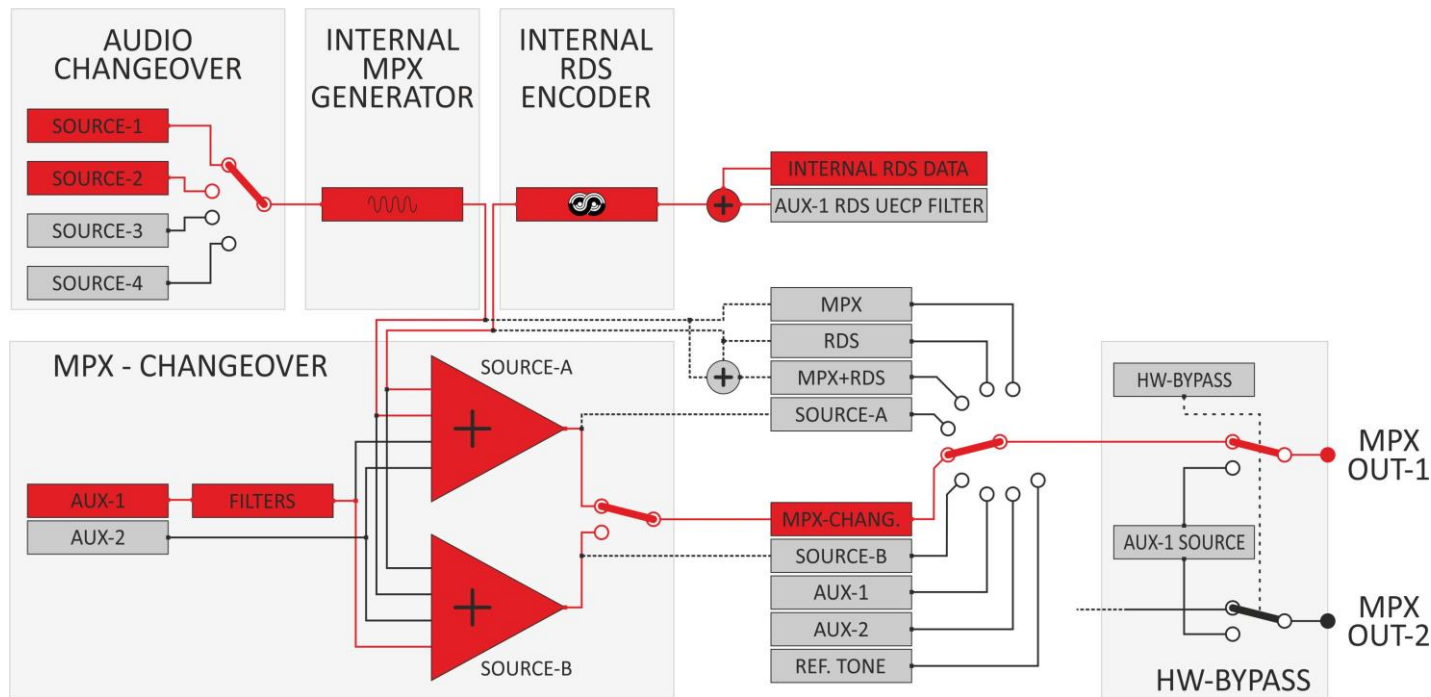 AUDIO
CHANGEOVER
SOURCE-1
SOURCE-2
SOURCE-3
SOURCE-4
INTERNAL
MPX
GENERATOR
INTERNAL
RDS
ENCODER
INTERNAL RDS DATA
AUX-1 RDS UECP FILTER
MPX - CHANGEOVER
SOURCE-A
AUX-1
FILTERS
AUX-2
SOURCE-B
MPX
RDS
MPX+RDS
SOURCE-A
MPX-CHANG.
SOURCE-B
AUX-1
AUX-2
REF. TONE
HW-BYPASS
AUX-1 SOURCE
HW-BYPASS
MPX
OUT-1
MPX
OUT-2